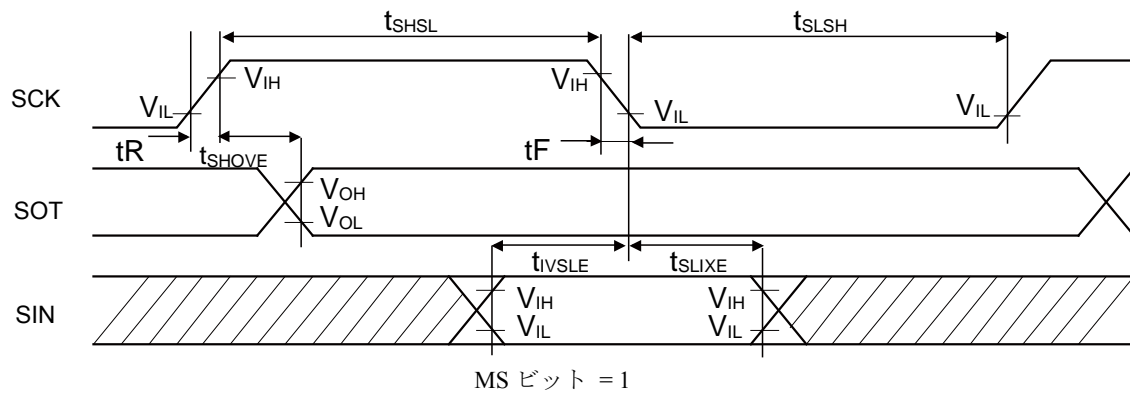 tSHSL tSLSH
SCK VIL VIH VIH VIL VIL
tR tSHOVE tF
SOT VOH
VOL
tIVSLE tSLIXE
SIN VIH VIH
VIL VIL
MS ビット = 1